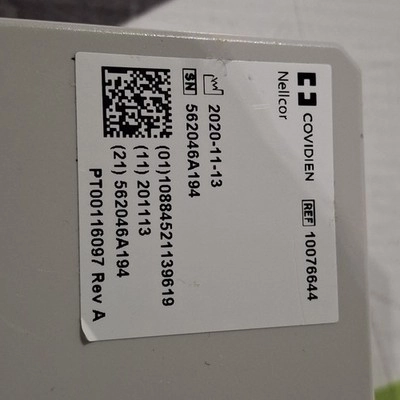 COVIDIEN
Nellcor
REF 10076644
2020-11-13
SN 562046A194
(01)10884521139619
(11) 201113
(21) 562046A194
PT00116097 Rev A